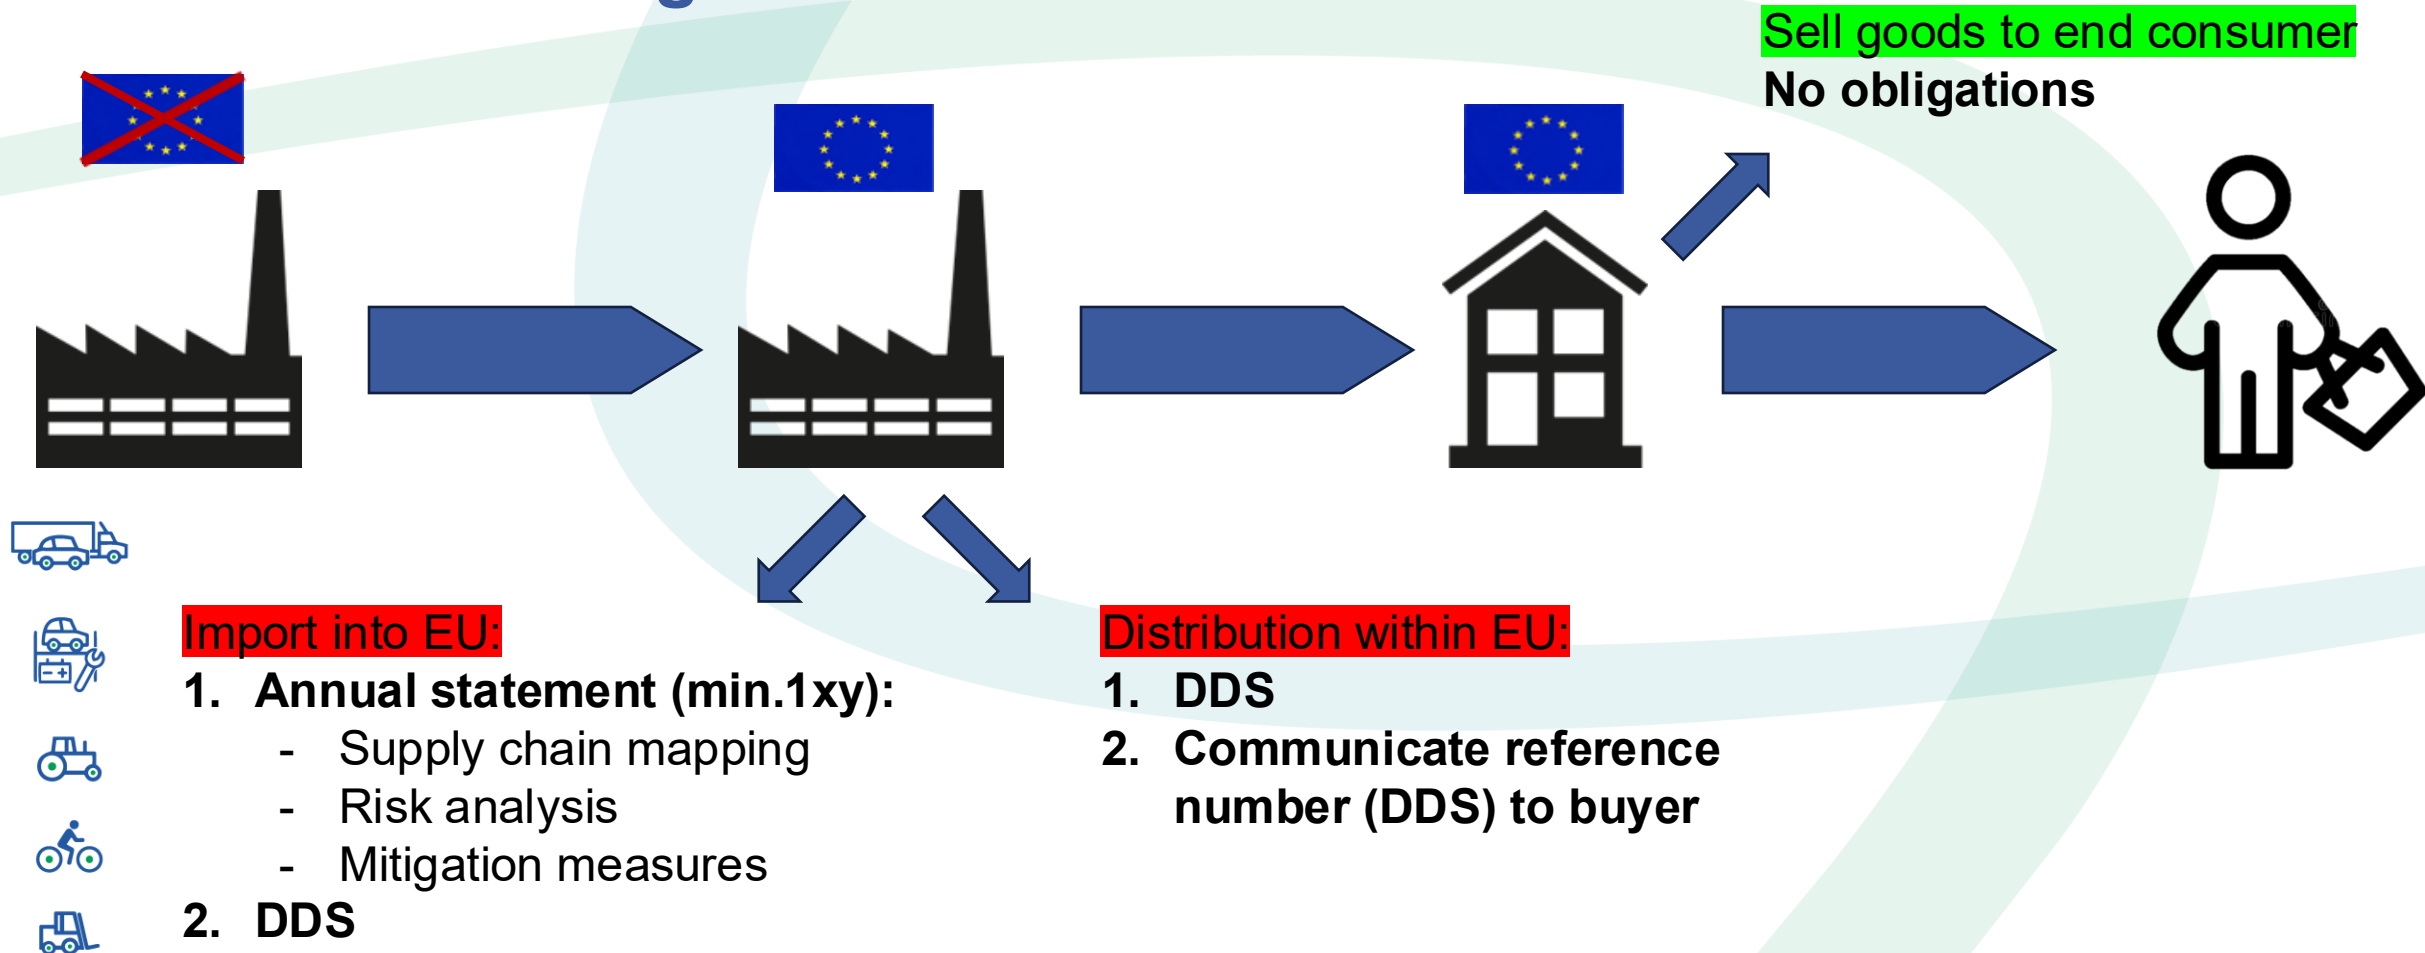 Sell goods to end consumer
No obligations
Import into EU:
1. Annual statement (min.1xy):
- Supply chain mapping
- Risk analysis
- Mitigation measures
2. DDS
Distribution within EU:
1. DDS
2. Communicate reference
number (DDS) to buyer